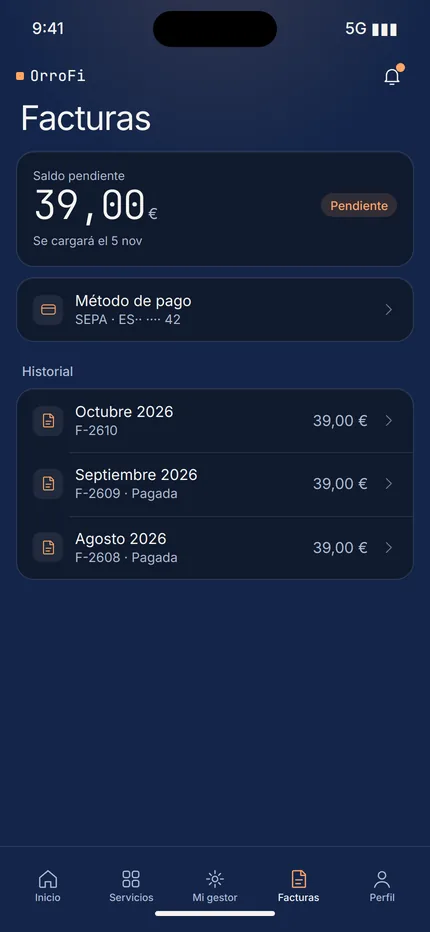 9:41
5G
OrroFi
Facturas
Saldo pendiente
39,00 €
Pendiente
Se cargará el 5 nov
Método de pago
SEPA · ES·· ···· 42
Historial
Octubre 2026
F-2610
39,00 €
Septiembre 2026
F-2609 · Pagada
39,00 €
Agosto 2026
F-2608 · Pagada
39,00 €
Inicio
Servicios
Mi gestor
Facturas
Perfil